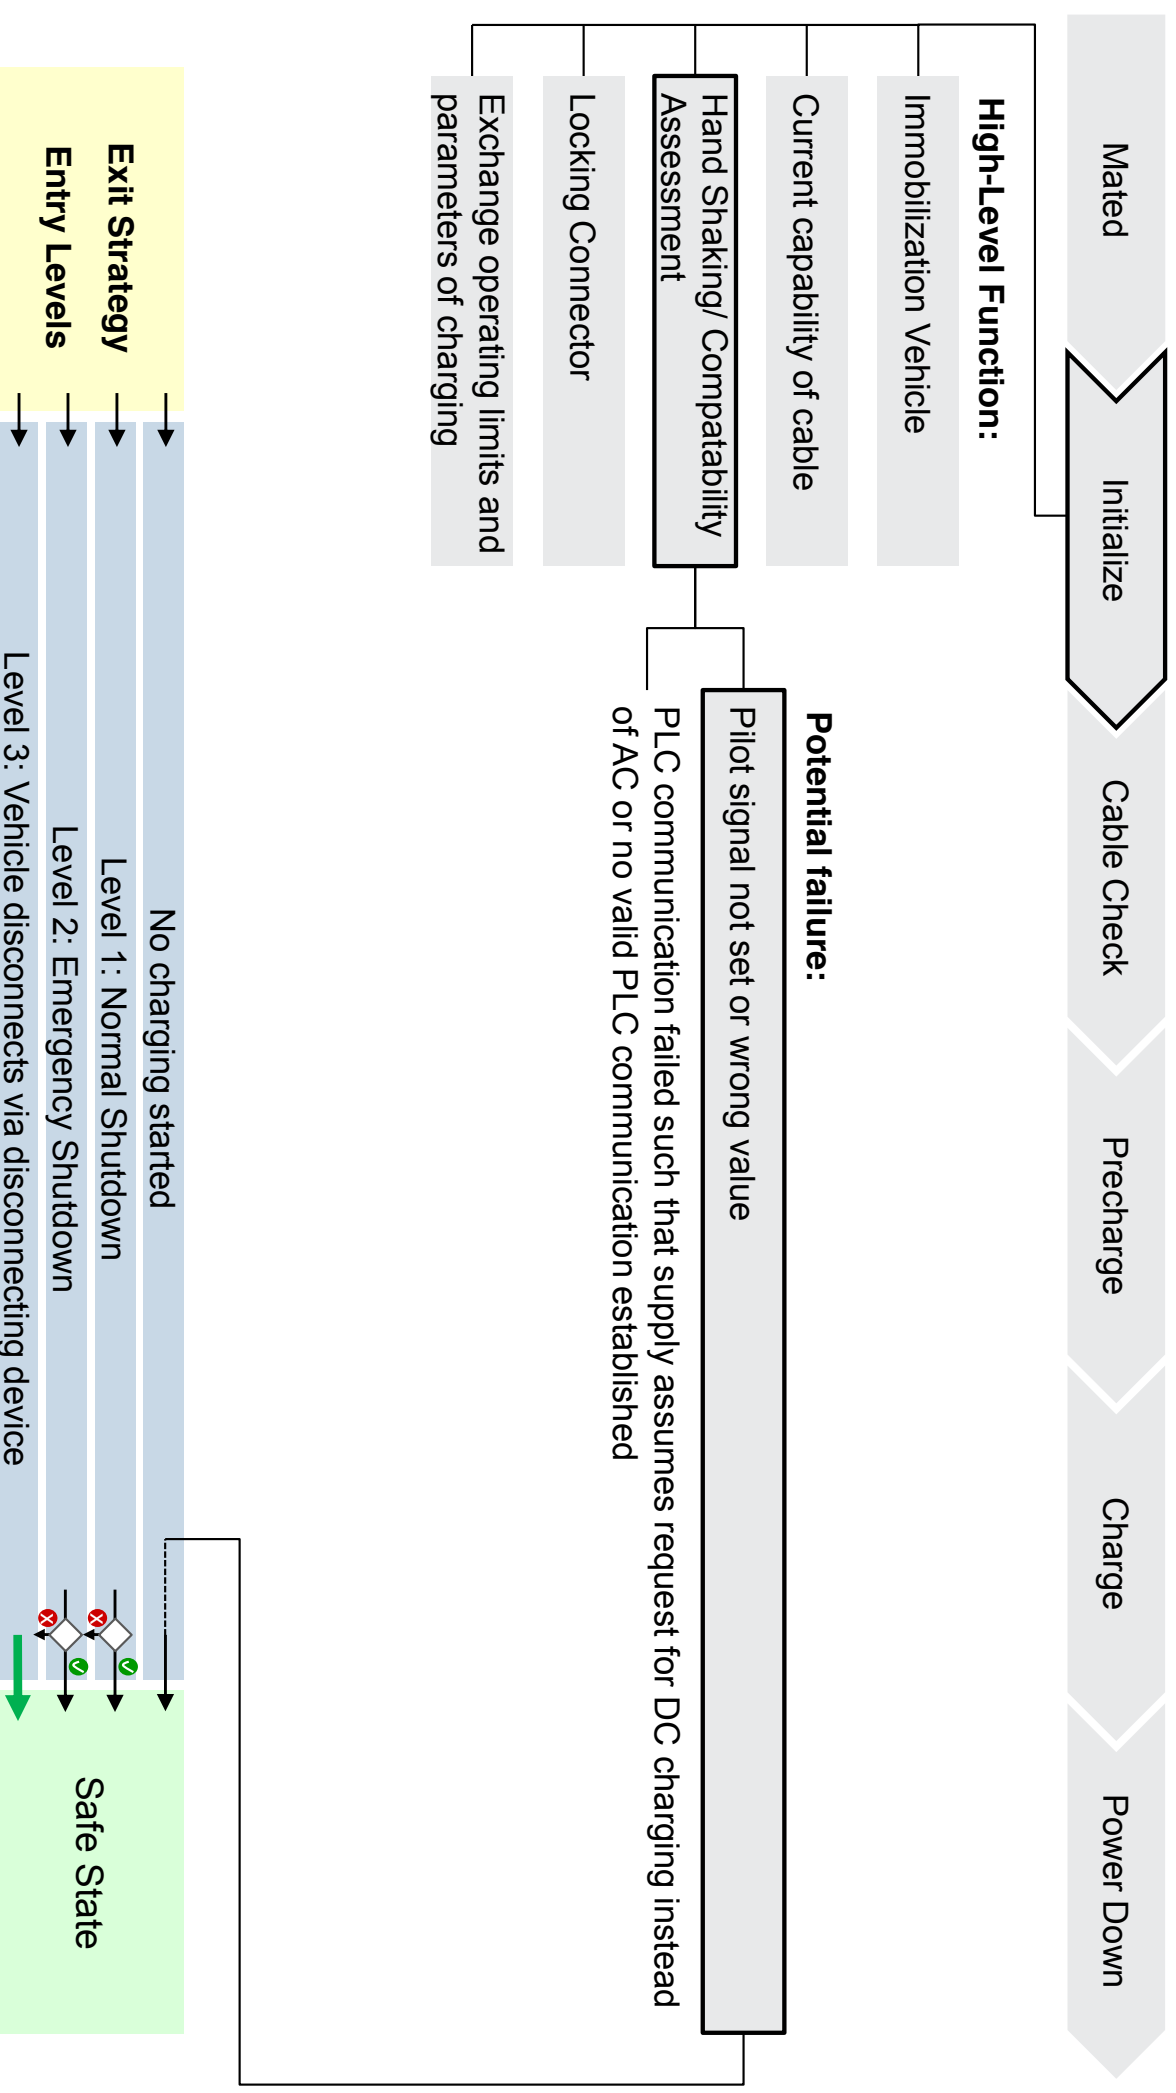 Mated
Initialize
Cable Check
Precharge
Charge
Power Down
High-Level Function:
Immobilization Vehicle
Current capability of cable
Hand Shaking/ Compatability
Assessment
Locking Connector
Exchange operating limits and
parameters of charging
Potential failure:
Pilot signal not set or wrong value
PLC communication failed such that supply assumes request for DC charging instead
of AC or no valid PLC communication established
Exit Strategy
Entry Levels
No charging started
Level 1: Normal Shutdown
Level 2: Emergency Shutdown
Level 3: Vehicle disconnects via disconnecting device
Safe State